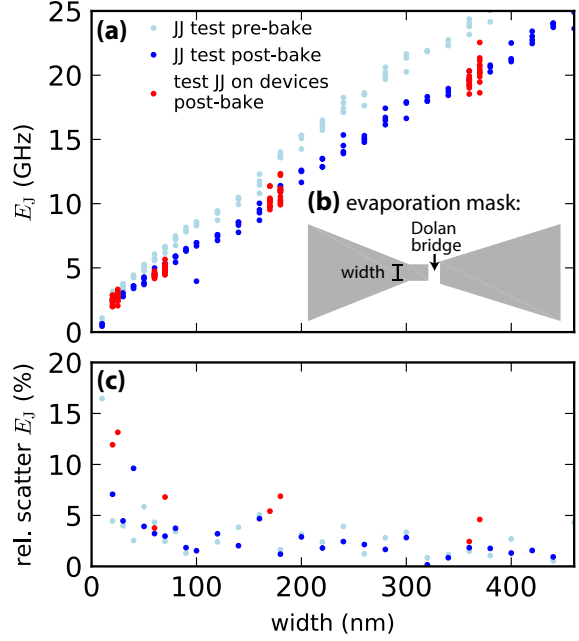 25
(a)
JJ test pre-bake
JJ test post-bake
test JJ on devices
post-bake
20
15
E_J (GHz)
10
(b) evaporation mask:
Dolan
bridge
width
5
0
20
(c)
15
rel. scatter E_J (%)
10
5
0
0 100 200 300 400
width (nm)